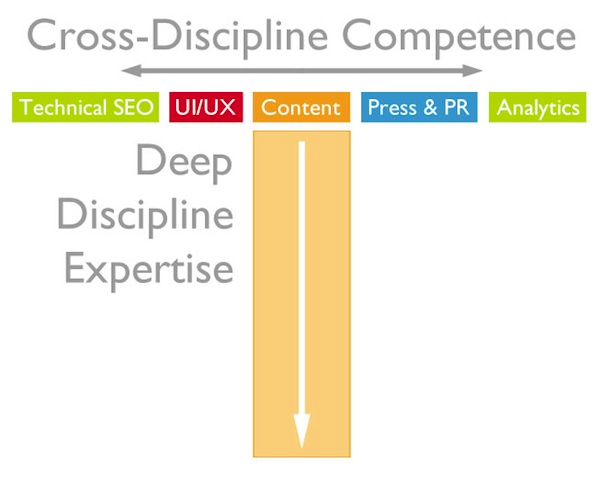 Cross-Discipline Competence
Technical SEO UI/UX Content Press & PR Analytics
Deep
Discipline
Expertise